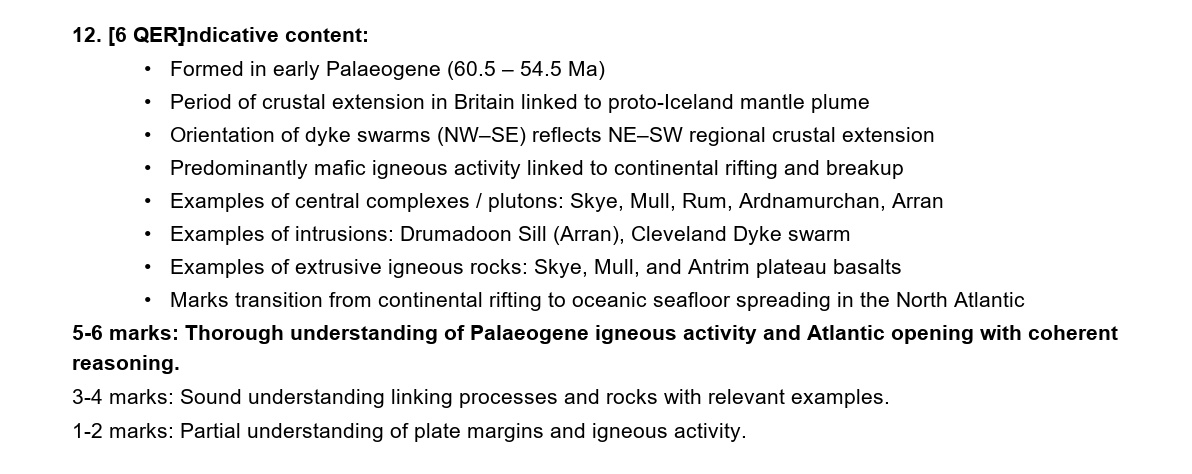 12. [6 QER]ndicative content:
• Formed in early Palaeogene (60.5 – 54.5 Ma)
• Period of crustal extension in Britain linked to proto-Iceland mantle plume
• Orientation of dyke swarms (NW–SE) reflects NE–SW regional crustal extension
• Predominantly mafic igneous activity linked to continental rifting and breakup
• Examples of central complexes / plutons: Skye, Mull, Rum, Ardnamurchan, Arran
• Examples of intrusions: Drumadoon Sill (Arran), Cleveland Dyke swarm
• Examples of extrusive igneous rocks: Skye, Mull, and Antrim plateau basalts
• Marks transition from continental rifting to oceanic seafloor spreading in the North Atlantic
5-6 marks: Thorough understanding of Palaeogene igneous activity and Atlantic opening with coherent
reasoning.
3-4 marks: Sound understanding linking processes and rocks with relevant examples.
1-2 marks: Partial understanding of plate margins and igneous activity.